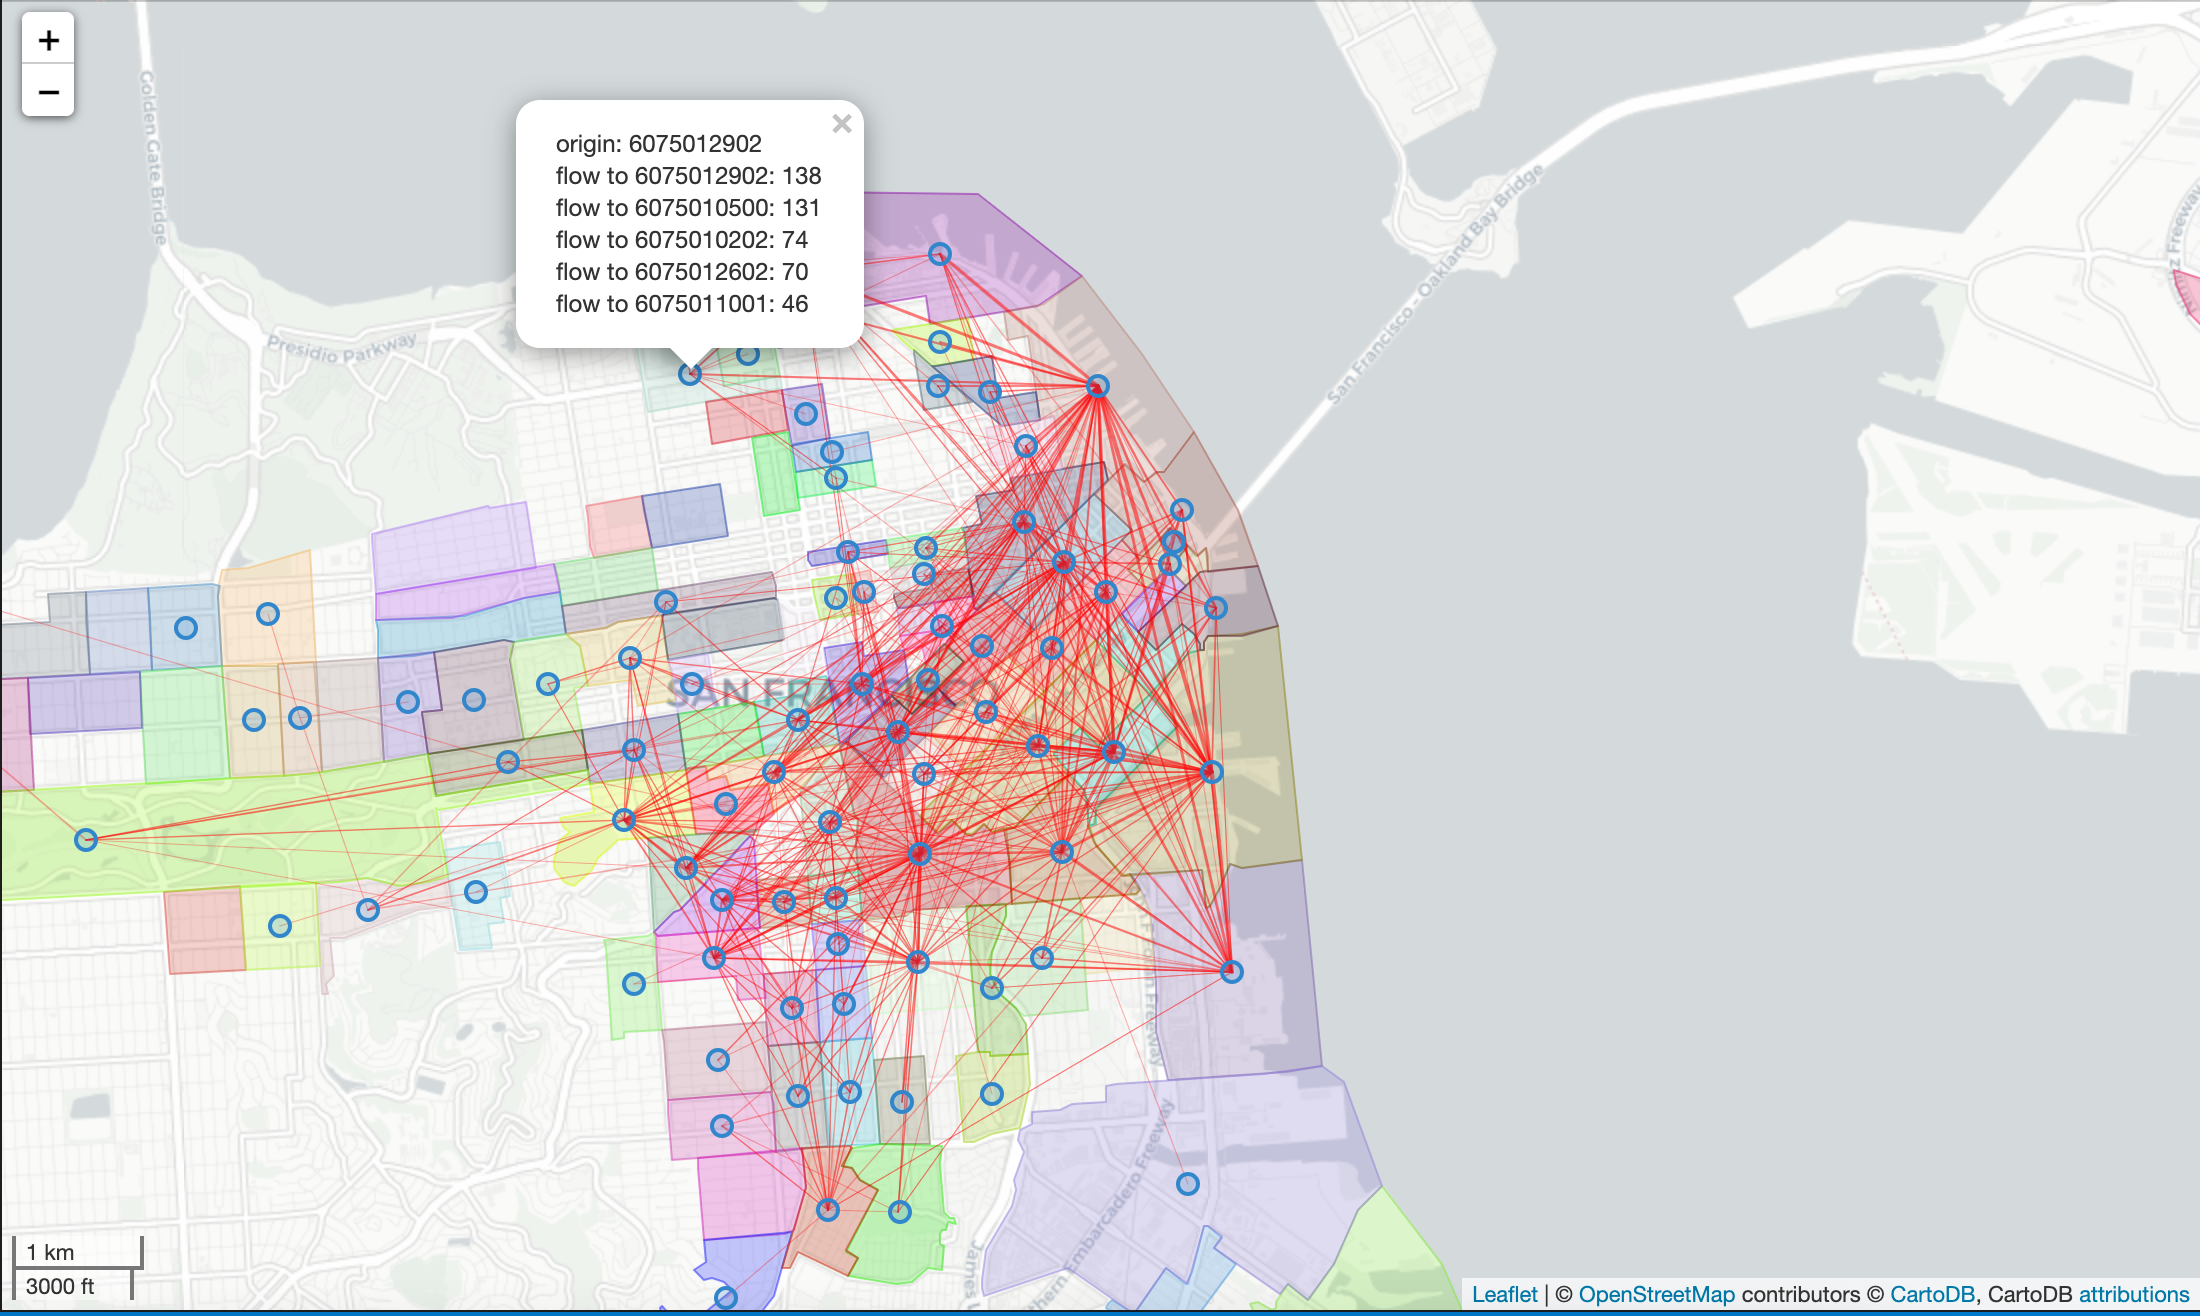 +
−
Golden Gate Bridge
×
origin: 6075012902
flow to 6075012902: 138
flow to 6075010500: 131
flow to 6075010202: 74
flow to 6075012602: 70
flow to 6075011001: 46
Presidio Parkway
San Francisco - Oakland Bay Bridge
Freeway
SAN FRANCISCO
Freeway
Embarcadero Freeway
James
1 km
3000 ft
Leaflet | © OpenStreetMap contributors © CartoDB, CartoDB attributions